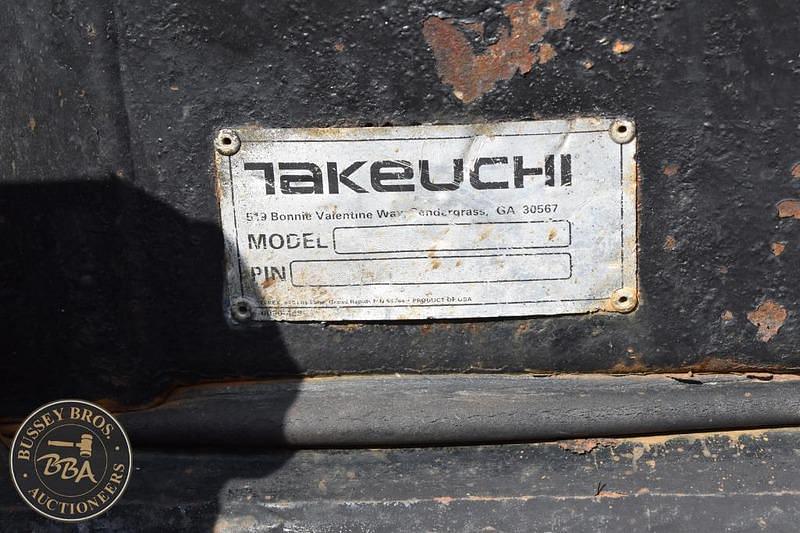 TAKEUCHI
519 Bonnie Valentine Way, Pendergrass, GA 30567
MODEL
PIN
PRODUCT OF USA
BUSSEY BROS.
BBA
AUCTIONEERS